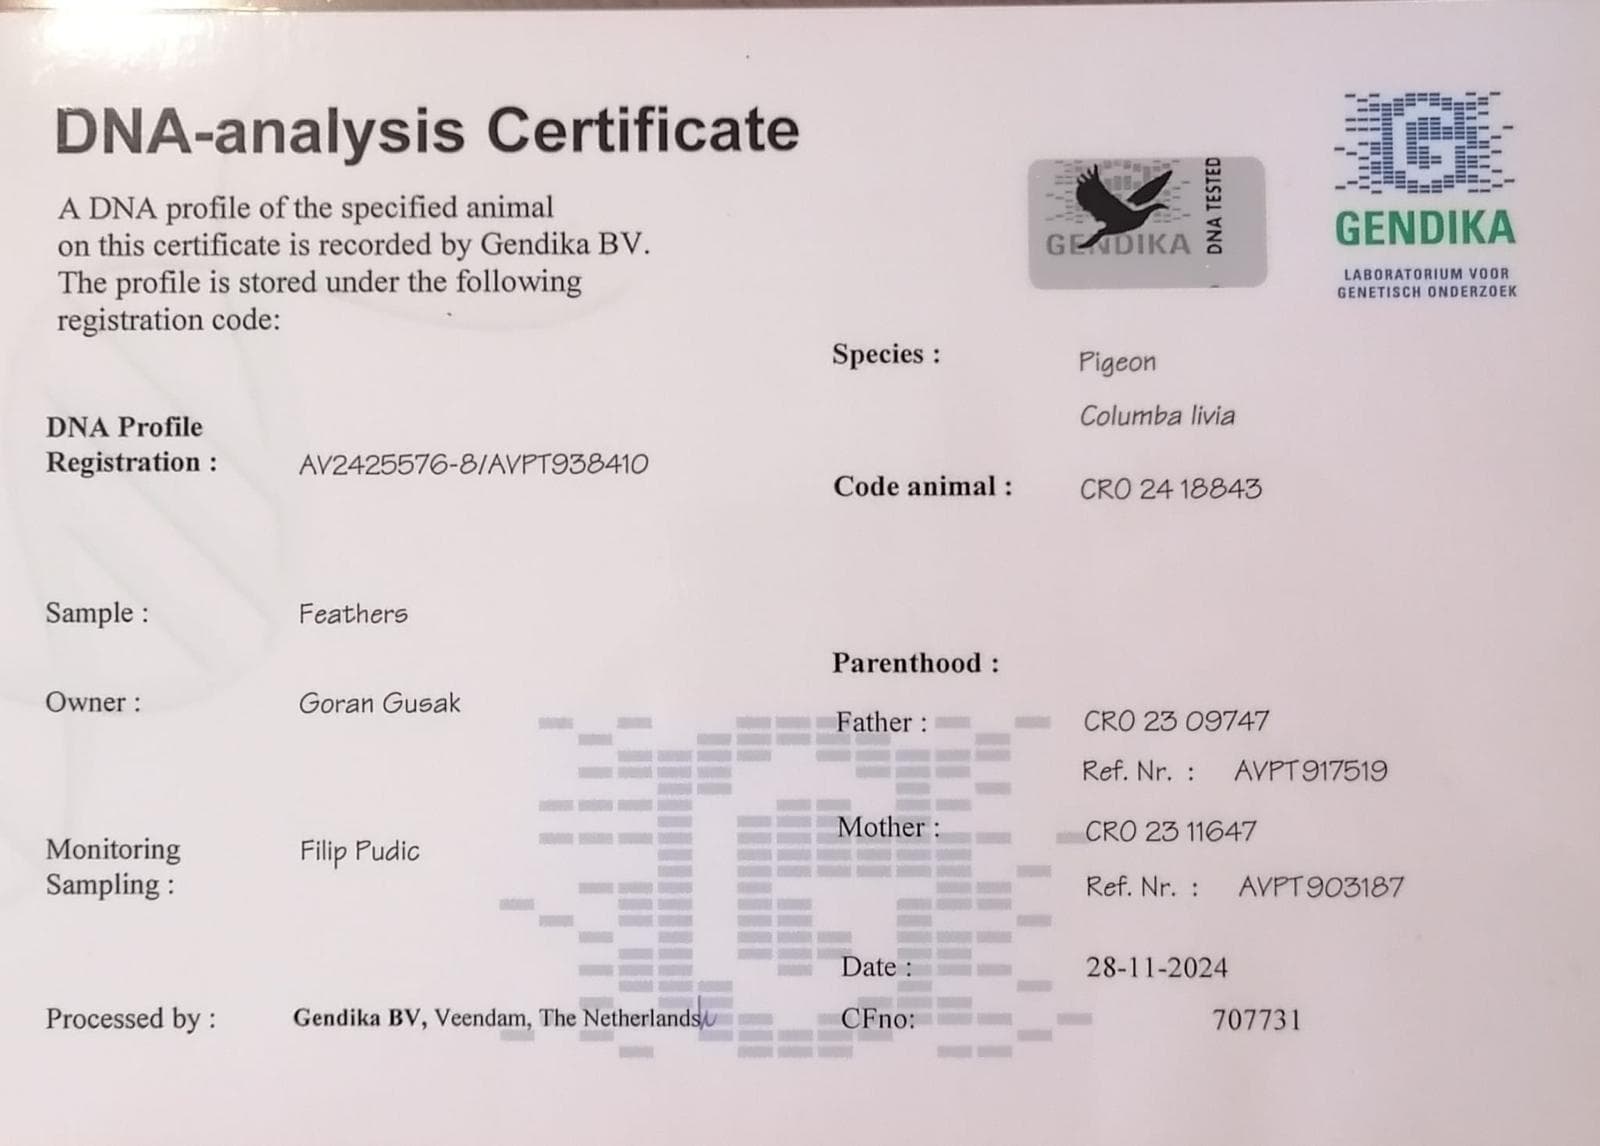 DNA-analysis Certificate
A DNA profile of the specified animal
on this certificate is recorded by Gendika BV.
The profile is stored under the following
registration code:
GENDIKA
DNA TESTED
GENDIKA
LABORATORIUM VOOR
GENETISCH ONDERZOEK
DNA Profile
Registration : AV2425576-8/AVPT938410
Sample : Feathers
Owner : Goran Gusak
Monitoring
Sampling : Filip Pudic
Processed by : Gendika BV, Veendam, The Netherlands
Species : Pigeon
Columba livia
Code animal : CRO 24 18843
Parenthood :
Father : CRO 23 09747
Ref. Nr. : AVPT917519
Mother : CRO 23 11647
Ref. Nr. : AVPT903187
Date : 28-11-2024
CFno: 707731